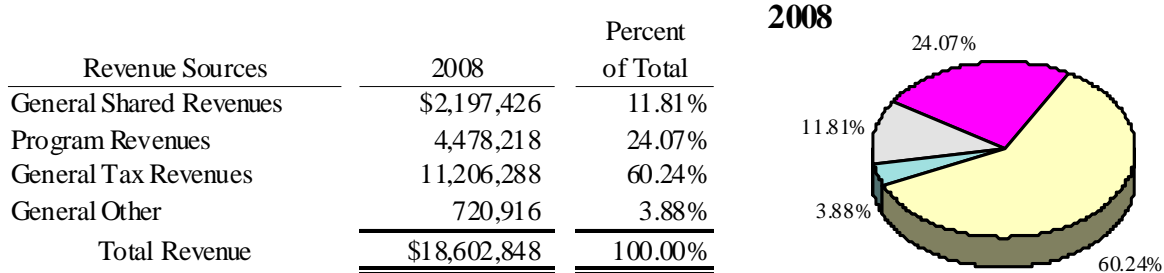 Percent
Revenue Sources 2008 of Total
General Shared Revenues $2,197,426 11.81%
Program Revenues 4,478,218 24.07%
General Tax Revenues 11,206,288 60.24%
General Other 720,916 3.88%
Total Revenue $18,602,848 100.00%
2008
24.07%
11.81%
3.88%
60.24%